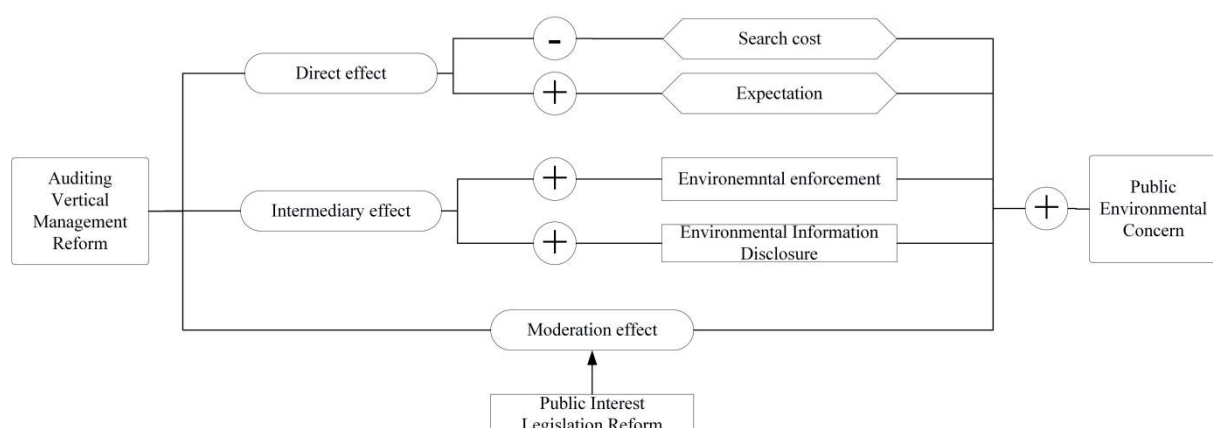 Auditing
Vertical
Management
Reform
Direct effect
-
Search cost
+
Expectation
Intermediary effect
+
Environemntal enforcement
+
Environmental Information
Disclosure
Moderation effect
Public Interest
Legislation Reform
+
Public
Environmental
Concern